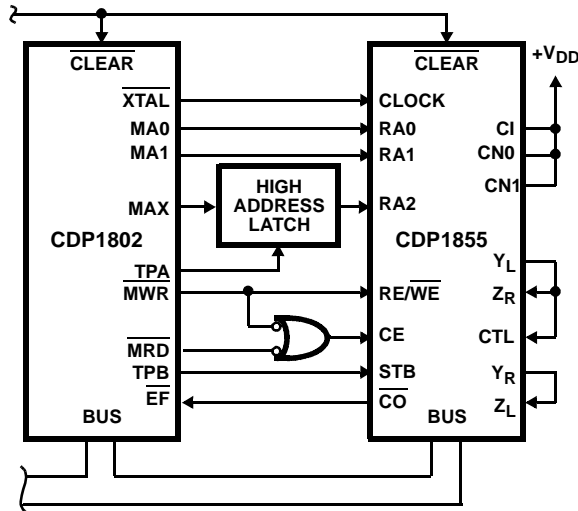 CLEAR
CLEAR
+VDD
XTAL
CLOCK
MA0
RA0
CI
MA1
RA1
CN0
CN1
HIGH
ADDRESS
LATCH
MAX
RA2
CDP1802
CDP1855
TPA
YL
MWR
RE/WE
ZR
CE
CTL
MRD
TPB
STB
YR
EF
CO
ZL
BUS
BUS